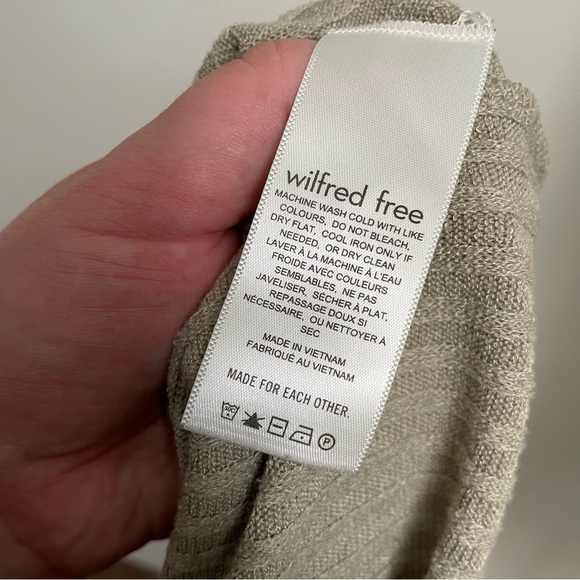 wilfred free
MACHINE WASH COLD WITH LIKE
COLOURS, DO NOT BLEACH,
DRY FLAT, COOL IRON ONLY IF
NEEDED, OR DRY CLEAN
LAVER À LA MACHINE À L'EAU
FROIDE AVEC COULEURS
SEMBLABLES, NE PAS
JAVELISER, SÉCHER À PLAT,
REPASSAGE DOUX SI
NÉCESSAIRE, OU NETTOYER À
SEC
MADE IN VIETNAM
FABRIQUÉ AU VIETNAM
MADE FOR EACH OTHER.
30C P